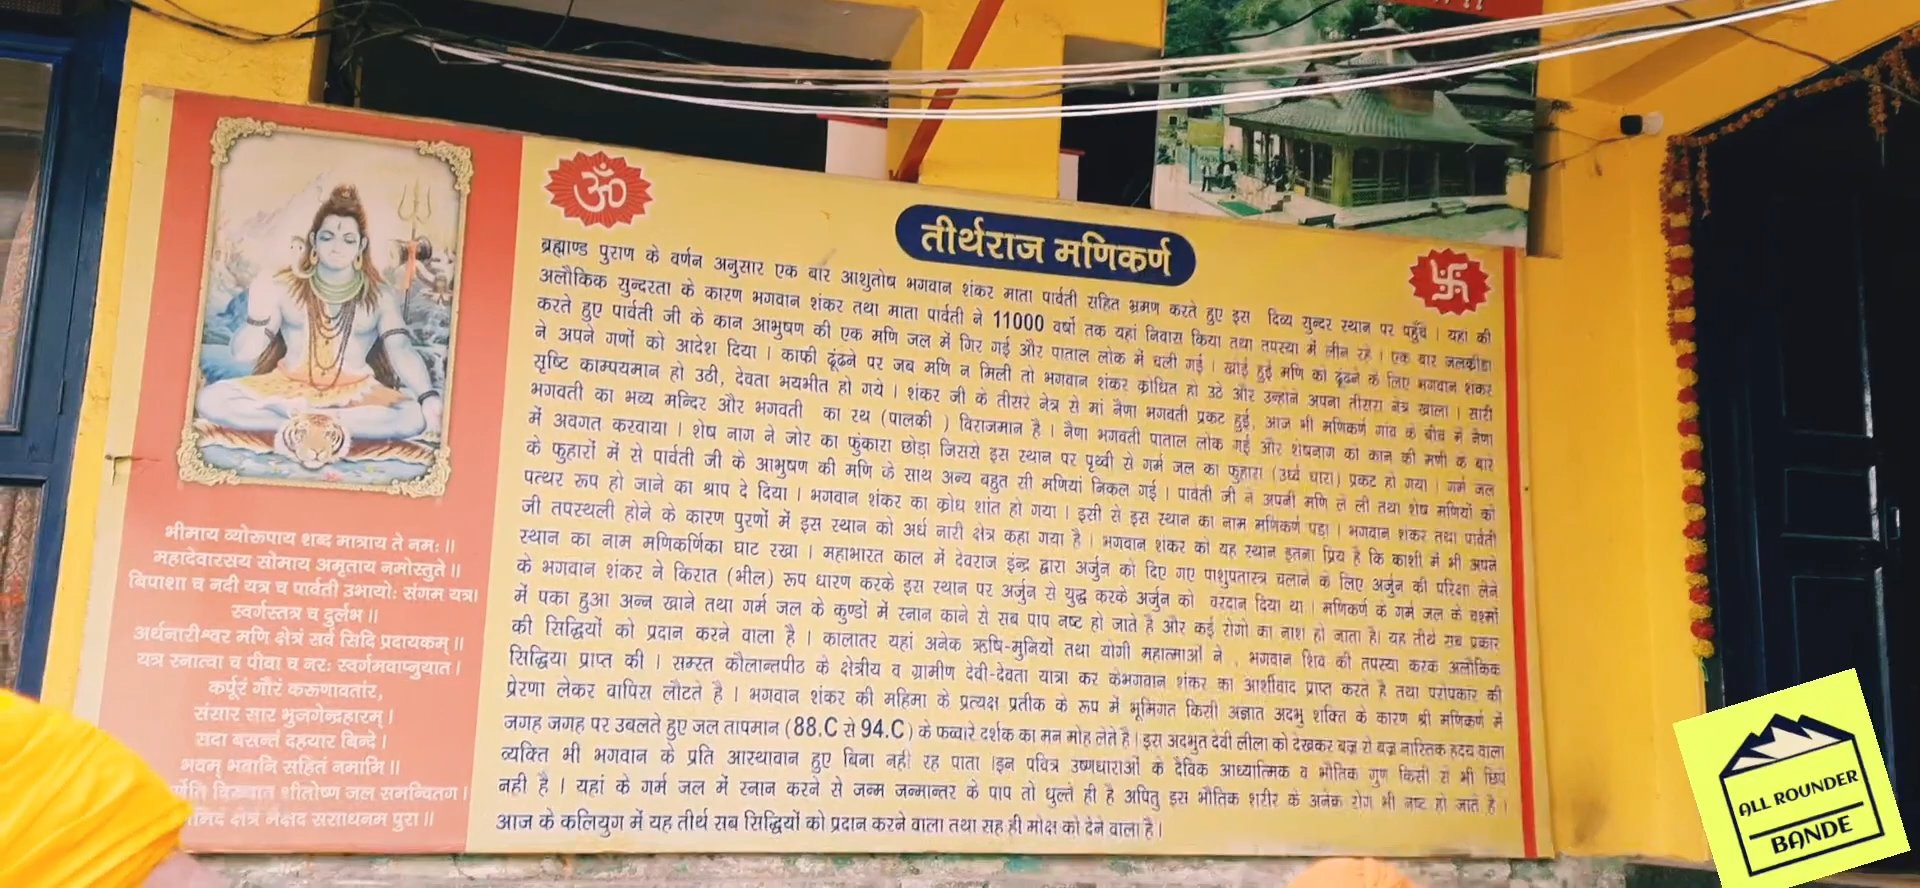 ॐ
तीर्थराज मणिकर्ण
ब्रह्माण्ड पुराण के वर्णन अनुसार एक बार आशुतोष भगवान शंकर माता पार्वती सहित भ्रमण करते हुए इस दिव्य सुन्दर स्थान पर पहुँचे । यहां की
अलौकिक सुन्दरता के कारण भगवान शंकर तथा माता पार्वती ने 11000 वर्षो तक यहां निवास किया तथा तपस्या में लीन रहे । एक बार जलक्रीडा
करते हुए पार्वती जी के कान आभुषण की एक मणि जल में गिर गई और पाताल लोक में चली गई । खोई हुई मणि को ढूंढने के लिए भगवान शंकर
ने अपने गणों को आदेश दिया । काफी ढूंढने पर जब मणि न मिली तो भगवान शंकर क्रोधित हो उठे और उन्होने अपना तीसरा नेत्र खोला । सारी
सृष्टि काम्पयमान हो उठी, देवता भयभीत हो गये । शंकर जी के तीसरे नेत्र से मां नैणा भगवती प्रकट हुई, आज भी मणिकर्ण गांव के बीच में नैणा
भगवती का भव्य मन्दिर और भगवती का रथ (पालकी ) विराजमान है । नैणा भगवती पाताल लोक गई और शेषनाग को कान की मणी के बारे
में अवगत करवाया । शेष नाग ने जोर का फुंकारा छोड़ा जिससे इस स्थान पर पृथ्वी से गर्म जल का फुहारा (उर्ध्व धारा) प्रकट हो गया । गर्म जल
के फुहारों में से पार्वती जी के आभुषण की मणि के साथ अन्य बहुत सी मणियां निकल गई । पार्वती जी ने अपनी मणि ले ली तथा शेष मणियों को
पत्थर रूप हो जाने का श्राप दे दिया । भगवान शंकर का क्रोध शांत हो गया । इसी से इस स्थान का नाम मणिकर्ण पड़ा । भगवान शंकर तथा पार्वती
जी तपस्थली होने के कारण पुरणों में इस स्थान को अर्ध नारी क्षेत्र कहा गया है । भगवान शंकर को यह स्थान इतना प्रिय है कि काशी में भी अपने
स्थान का नाम मणिकर्णिका घाट रखा । महाभारत काल में देवराज इंन्द्र द्वारा अर्जुन को दिए गए पाशुपतास्त्र चलाने के लिए अर्जुन की परिक्षा लेने
के भगवान शंकर ने किरात (भील) रूप धारण करके इस स्थान पर अर्जुन से युद्ध करके अर्जुन को वरदान दिया था । मणिकर्ण के गर्म जल के चश्मों
में पका हुआ अन्न खाने तथा गर्म जल के कुण्डों में स्नान काने से सब पाप नष्ट हो जाते है और कई रोगो का नाश हो जाता है। यह तीर्थ सब प्रकार
की सिद्धियों को प्रदान करने वाला है । कालातर यहां अनेक ऋषि-मुनियों तथा योगी महात्माओं ने , भगवान शिव की तपस्या करके अलौकिक
सिद्धिया प्राप्त की । समस्त कौलान्तपीठ के क्षेत्रीय व ग्रामीण देवी-देवता यात्रा कर केभगवान शंकर का आर्शीवाद प्राप्त करते है तथा परोपकार की
प्रेरणा लेकर वापिस लौटते है । भगवान शंकर की महिमा के प्रत्यक्ष प्रतीक के रूप में भूमिगत किसी अज्ञात अदभु शक्ति के कारण श्री मणिकर्ण में
जगह जगह पर उबलते हुए जल तापमान (88.C से 94.C) के फव्वारे दर्शक का मन मोह लेते है । इस अदभुत देवी लीला को देखकर बज्र से बज्र नास्तिक ह्रदय वाला
व्यक्ति भी भगवान के प्रति आस्थावान हुए बिना नही रह पाता ।इन पवित्र उष्णधाराओं के दैविक आध्यात्मिक व भौतिक गुण किसी से भी छिपे
नही है । यहां के गर्म जल में स्नान करने से जन्म जन्मान्तर के पाप तो धुलते ही है अपितु इस भौतिक शरीर के अनेक रोग भी नष्ट हो जाते है ।
आज के कलियुग में यह तीर्थ सब सिद्धियों को प्रदान करने वाला तथा सह ही मोक्ष को देने वाला है ।
भीमाय व्योरूपाय शब्द मात्राय ते नमः ॥
महादेवारसय सोमाय अमृताय नमोस्तुते ॥
बिपाशा च नदी यत्र च पार्वती उभायोः संगम यत्र।
स्वर्गस्तत्र च दुर्लभ ॥
अर्धनारीश्वर मणि क्षेत्रं सर्व सिदि प्रदायकम् ॥
यत्र स्नात्वा च पीवा च नरः स्वर्गमवाप्नुयात ।
कर्पूरं गौरं करूणावतांर,
संसार सार भुजगेन्द्रहारम् ।
सदा बसन्तं दहयार बिन्दे ।
भवम् भबानि सहितं नमामि ॥
शीतोष्ण जल समन्वितग ।
क्षेत्रं मोक्षद ससाधनम पुरा ॥
ALL ROUNDER
BANDE